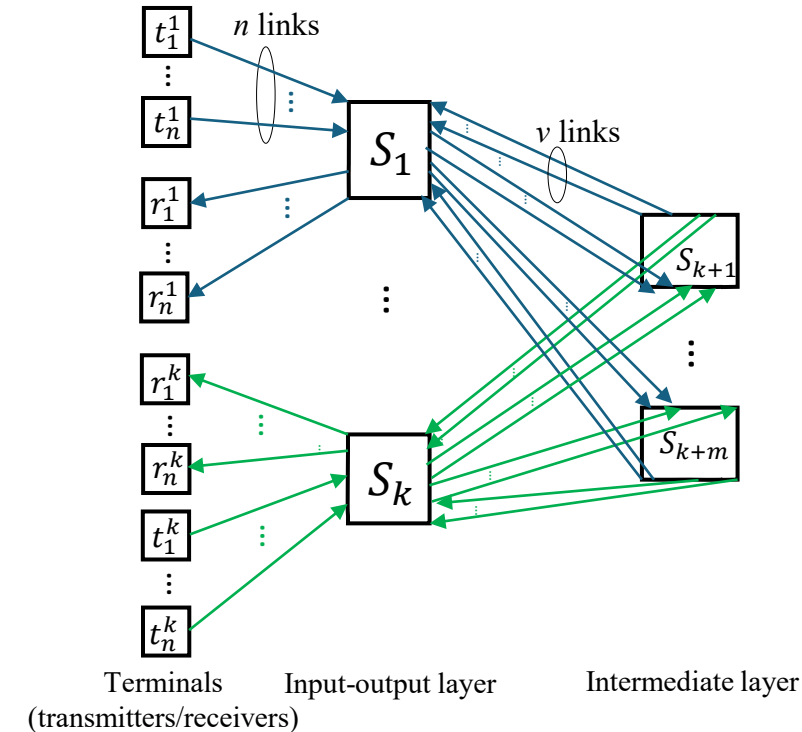 t₁¹
n links
⋮
tₙ¹
S₁
v links
r₁¹
⋮
rₙ¹
Sₖ₊₁
⋮
⋮
r₁ᵏ
⋮
rₙᵏ
Sₖ
Sₖ₊ₘ
t₁ᵏ
⋮
tₙᵏ
Terminals
(transmitters/receivers)
Input-output layer
Intermediate layer